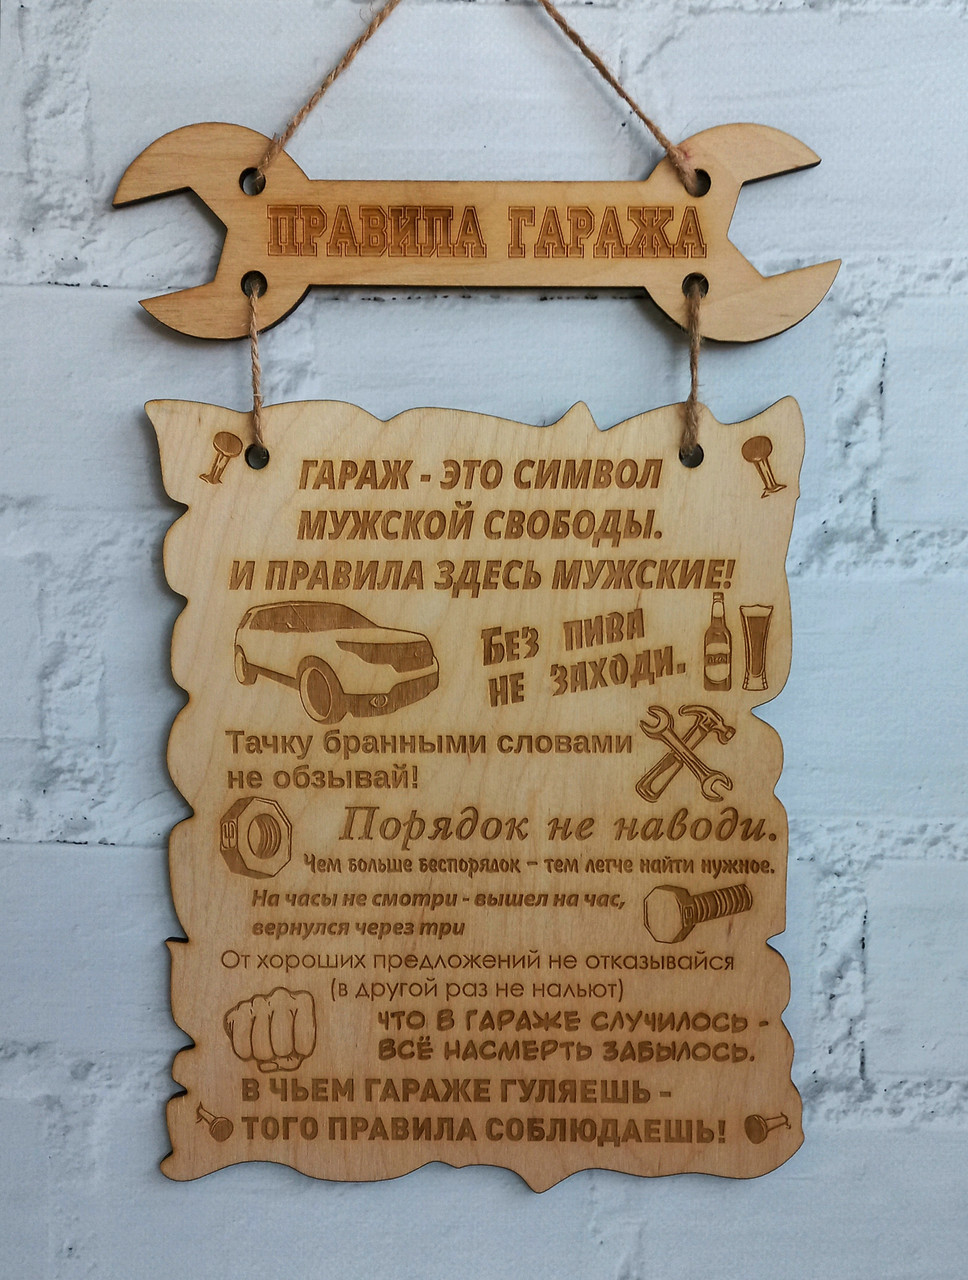 ПРАВИЛА ГАРАЖА
ГАРАЖ - ЭТО СИМВОЛ
МУЖСКОЙ СВОБОДЫ.
И ПРАВИЛА ЗДЕСЬ МУЖСКИЕ!
БЕЗ ПИВА
НЕ ЗАХОДИ.
Тачку бранными словами
не обзывай!
Порядок не наводи.
Чем больше беспорядок – тем легче найти нужное.
На часы не смотри - вышел на час,
вернулся через три
От хороших предложений не отказывайся
(в другой раз не нальют)
ЧТО В ГАРАЖЕ СЛУЧИЛОСЬ -
ВСЁ НАСМЕРТЬ ЗАБЫЛОСЬ.
В ЧЬЕМ ГАРАЖЕ ГУЛЯЕШЬ -
ТОГО ПРАВИЛА СОБЛЮДАЕШЬ!